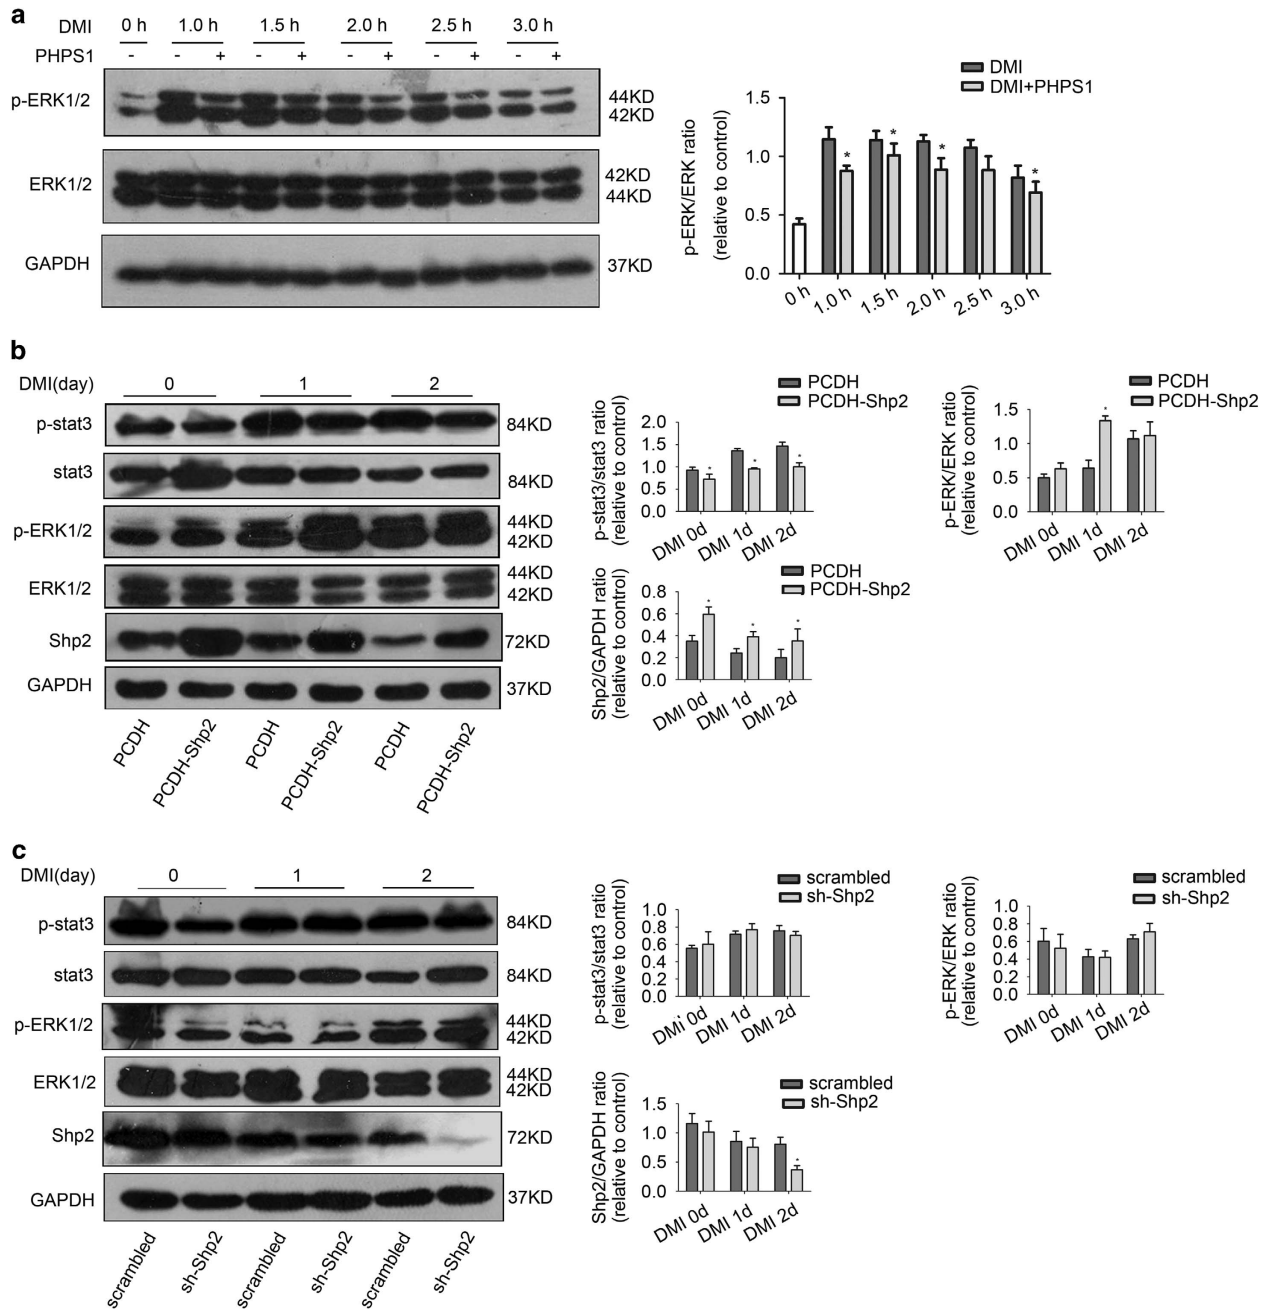 a
DMI 0 h 1.0 h 1.5 h 2.0 h 2.5 h 3.0 h
PHPS1 - - + - + - + - + - +
p-ERK1/2 44KD
42KD
ERK1/2 42KD
44KD
GAPDH 37KD
DMI
DMI+PHPS1
p-ERK/ERK ratio
(relative to control)
1.5
1.0
0.5
0.0
* * * *
0 h 1.0 h 1.5 h 2.0 h 2.5 h 3.0 h
b
DMI(day) 0 1 2
p-stat3 84KD
stat3 84KD
p-ERK1/2 44KD
42KD
ERK1/2 44KD
42KD
Shp2 72KD
GAPDH 37KD
PCDH PCDH-Shp2 PCDH PCDH-Shp2 PCDH PCDH-Shp2
PCDH
PCDH-Shp2
p-stat3/stat3 ratio
(relative to control)
2.0
1.5
1.0
0.5
0.0
* * *
DMI 0d DMI 1d DMI 2d
PCDH
PCDH-Shp2
p-ERK/ERK ratio
(relative to control)
1.5
1.0
0.5
0.0
*
DMI 0d DMI 1d DMI 2d
PCDH
PCDH-Shp2
Shp2/GAPDH ratio
(relative to control)
0.8
0.6
0.4
0.2
0.0
* * *
DMI 0d DMI 1d DMI 2d
c
DMI(day) 0 1 2
p-stat3 84KD
stat3 84KD
p-ERK1/2 44KD
42KD
ERK1/2 44KD
42KD
Shp2 72KD
GAPDH 37KD
scrambled sh-Shp2 scrambled sh-Shp2 scrambled sh-Shp2
scrambled
sh-Shp2
p-stat3/stat3 ratio
(relative to control)
1.0
0.8
0.6
0.4
0.2
0.0
DMI 0d DMI 1d DMI 2d
scrambled
sh-Shp2
p-ERK/ERK ratio
(relative to control)
1.0
0.8
0.6
0.4
0.2
0.0
DMI 0d DMI 1d DMI 2d
scrambled
sh-Shp2
Shp2/GAPDH ratio
(relative to control)
1.5
1.0
0.5
0.0
*
DMI 0d DMI 1d DMI 2d